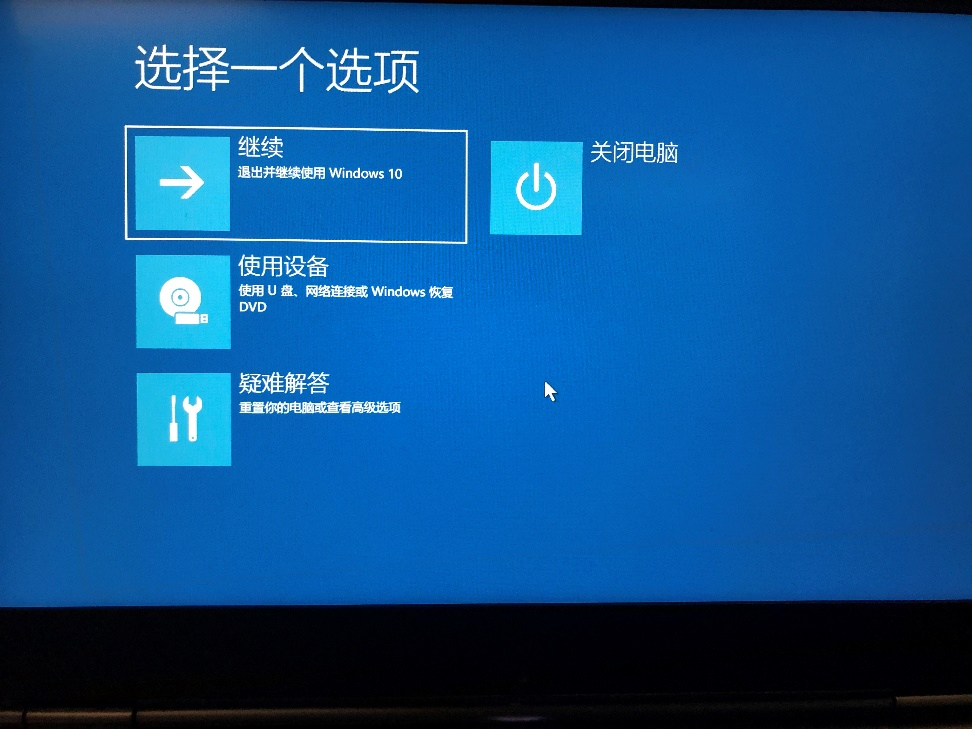 选择一个选项
继续
退出并继续使用 Windows 10
关闭电脑
使用设备
使用 U 盘、网络连接或 Windows 恢复
DVD
疑难解答
重置你的电脑或查看高级选项